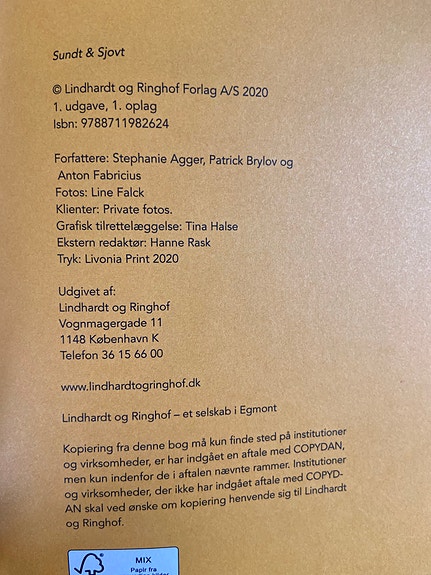 Sundt & Sjovt
© Lindhardt og Ringhof Forlag A/S 2020
1. udgave, 1. oplag
Isbn: 9788711982624
Forfattere: Stephanie Agger, Patrick Brylov og
Anton Fabricius
Fotos: Line Falck
Klienter: Private fotos.
Grafisk tilrettelæggelse: Tina Halse
Ekstern redaktør: Hanne Rask
Tryk: Livonia Print 2020
Udgivet af:
Lindhardt og Ringhof
Vognmagergade 11
1148 København K
Telefon 36 15 66 00
www.lindhardtogringhof.dk
Lindhardt og Ringhof – et selskab i Egmont
Kopiering fra denne bog må kun finde sted på institutioner
og virksomheder, er har indgået en aftale med COPYDAN,
men kun indenfor de i aftalen nævnte rammer. Institutioner
og virksomheder, der ikke har indgået aftale med COPYD-
AN skal ved ønske om kopiering henvende sig til Lindhardt
og Ringhof.
MIX
Papir fra